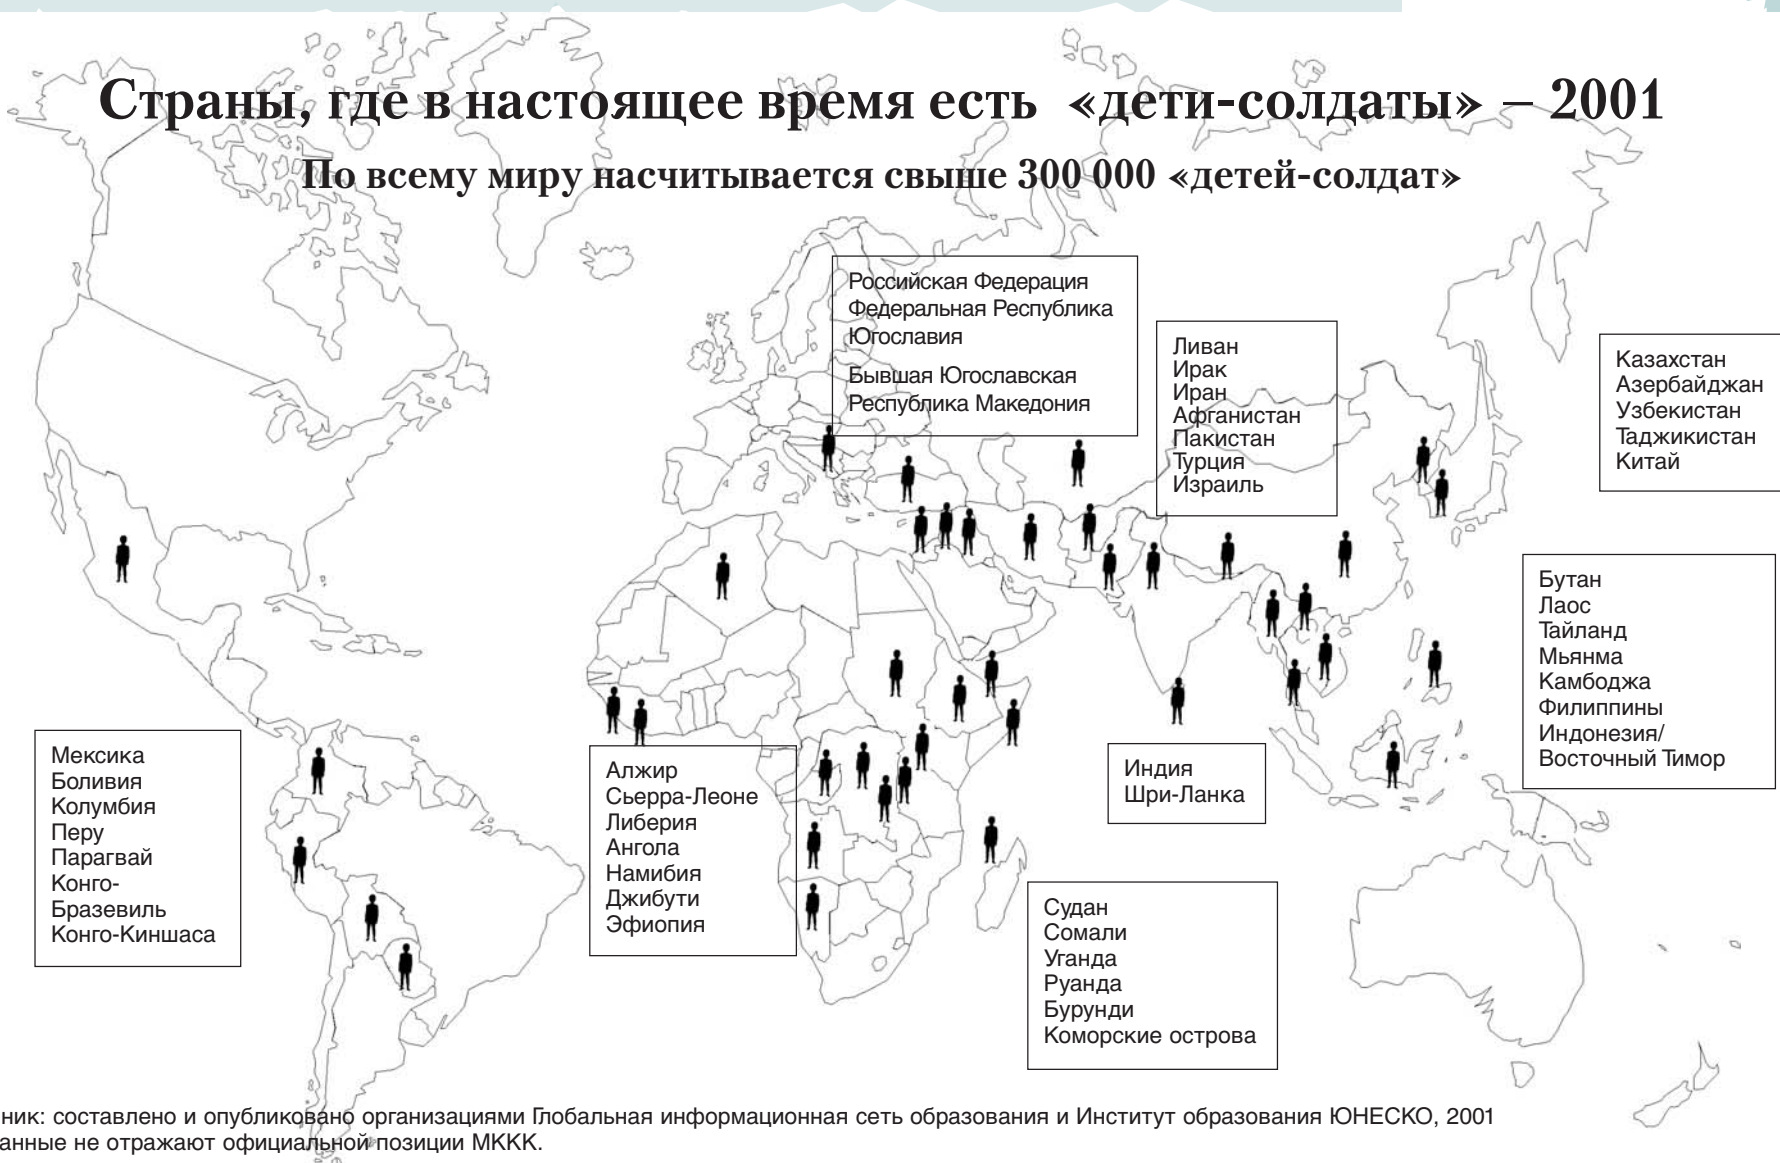 Страны, где в настоящее время есть «дети-солдаты» – 2001
По всему миру насчитывается свыше 300 000 «детей-солдат»
Российская Федерация
Федеральная Республика
Югославия
Бывшая Югославская
Республика Македония
Ливан
Ирак
Иран
Афганистан
Пакистан
Турция
Израиль
Казахстан
Азербайджан
Узбекистан
Таджикистан
Китай
Бутан
Лаос
Тайланд
Мьянма
Камбоджа
Филиппины
Индонезия/
Восточный Тимор
Мексика
Боливия
Колумбия
Перу
Парагвай
Конго-
Бразевиль
Конго-Киншаса
Алжир
Сьерра-Леоне
Либерия
Ангола
Намибия
Джибути
Эфиопия
Индия
Шри-Ланка
Судан
Сомали
Уганда
Руанда
Бурунди
Коморские острова
ник: составлено и опубликовано организациями Глобальная информационная сеть образования и Институт образования ЮНЕСКО, 2001
анные не отражают официальной позиции МККК.